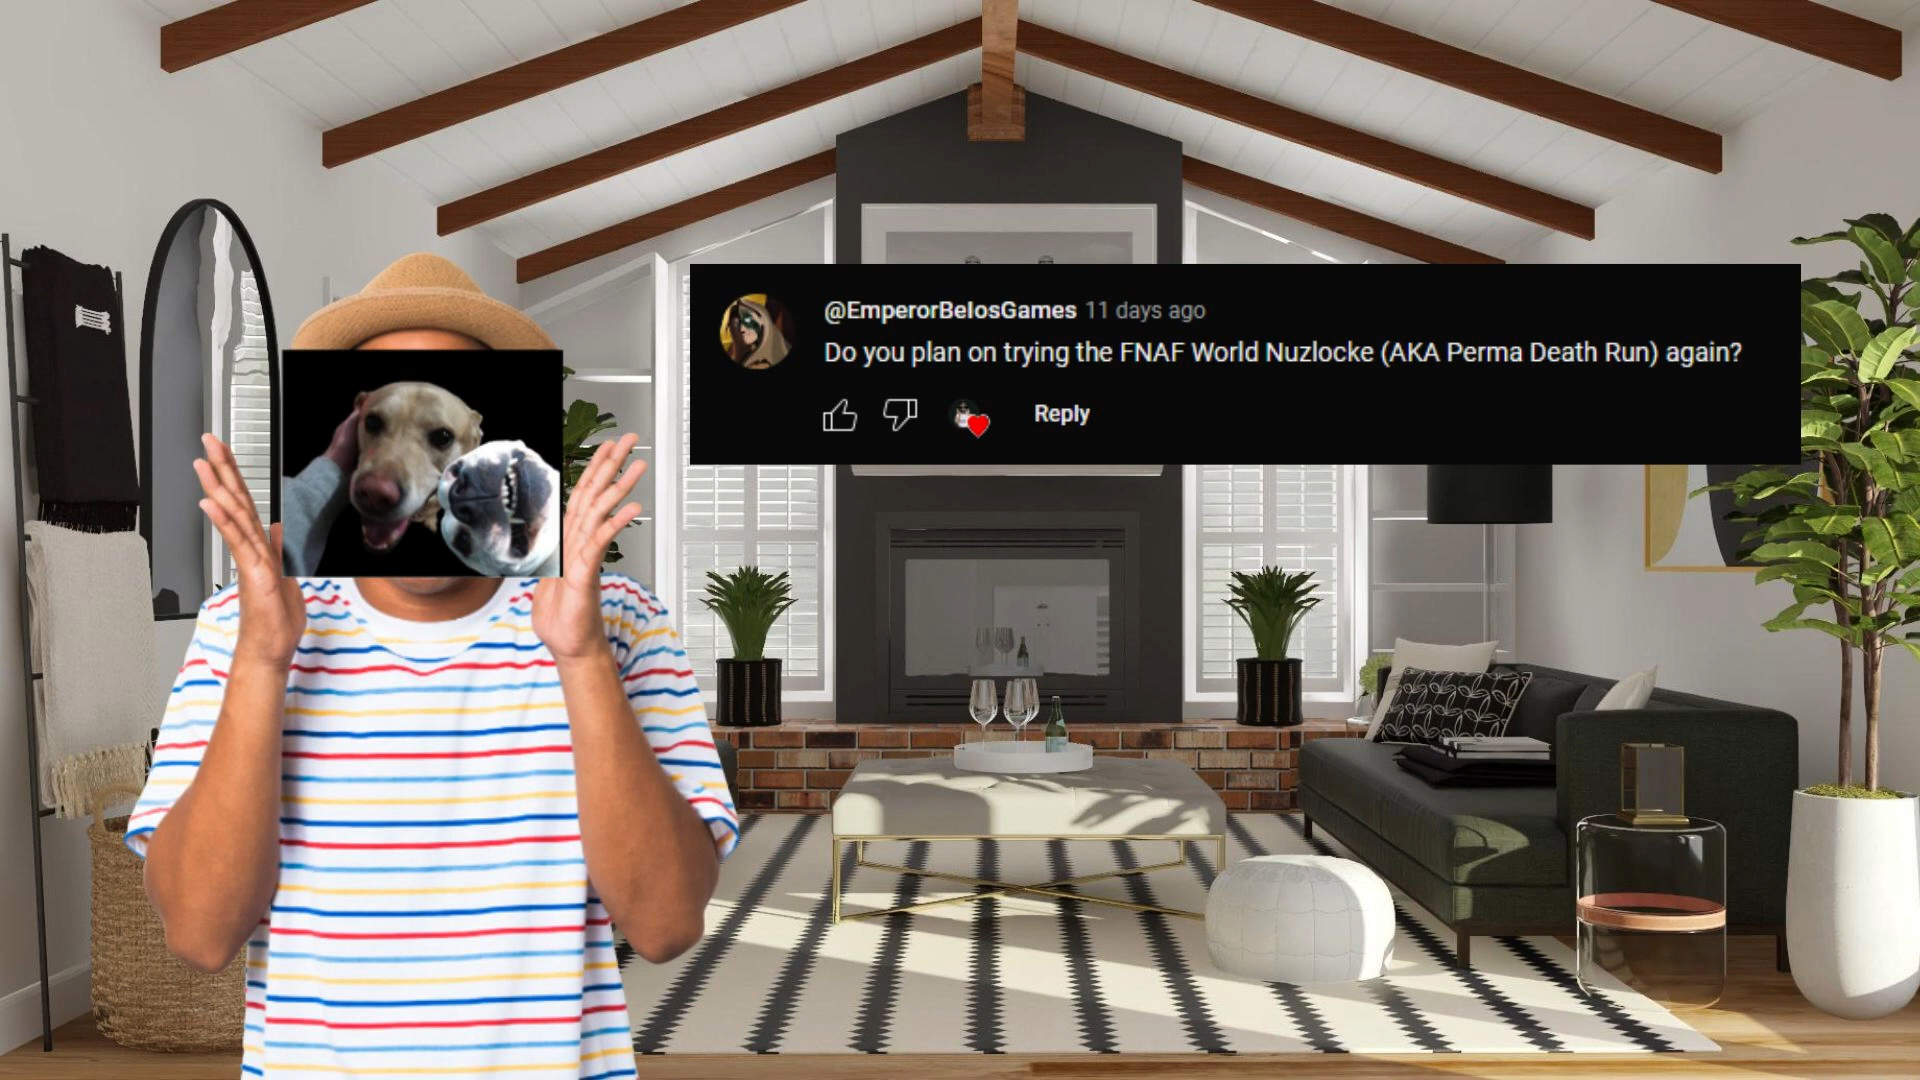 @EmperorBelosGames 11 days ago
Do you plan on trying the FNAF World Nuzlocke (AKA Perma Death Run) again?
Reply